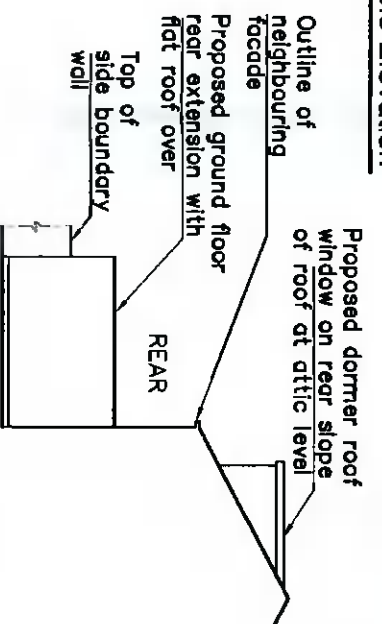 Proposed dormer roof
window on rear slope
of roof at attic level
Outline of
neighbouring
facade
Proposed ground floor
rear extension with
flat roof over
Top of
side boundary
wall
REAR